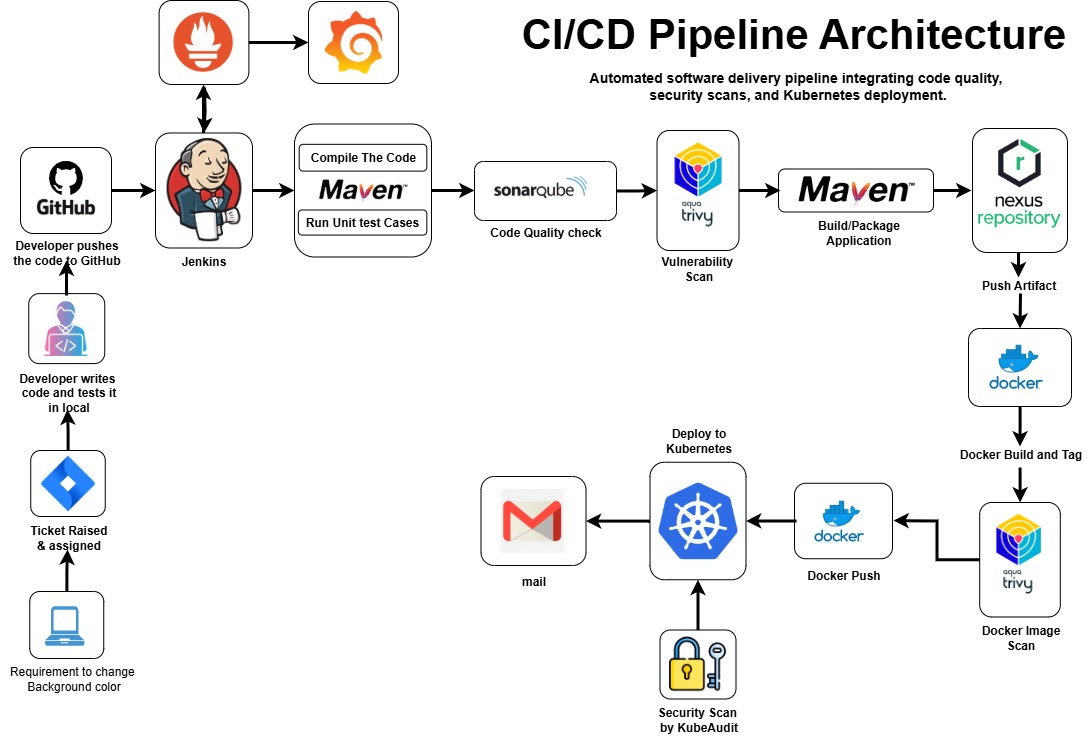 CI/CD Pipeline Architecture
Automated software delivery pipeline integrating code quality,
security scans, and Kubernetes deployment.
GitHub
Developer pushes
the code to GitHub
Jenkins
Compile The Code
Maven™
Run Unit test Cases
sonarqube
Code Quality check
aqua
trivy
Vulnerability
Scan
Maven™
Build/Package
Application
r
nexus
repository
Push Artifact
docker
Docker Build and Tag
aqua
trivy
Docker Image
Scan
docker
Docker Push
Deploy to
Kubernetes
mail
Security Scan
by KubeAudit
</>
Developer writes
code and tests it
in local
Ticket Raised
& assigned
Requirement to change
Background color